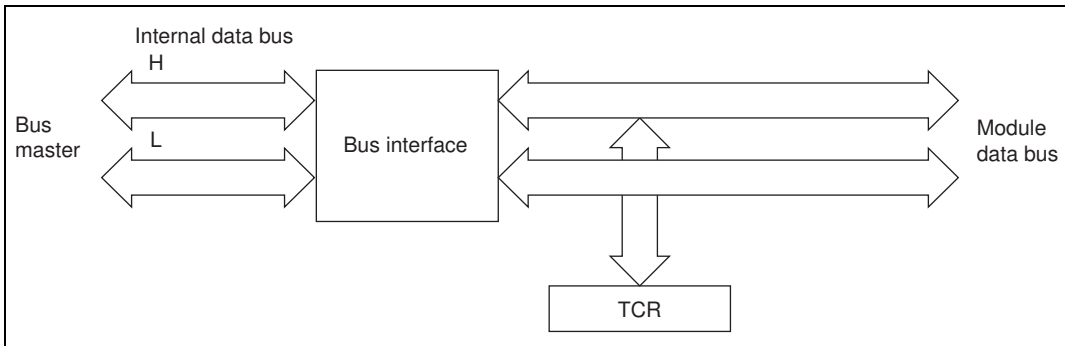 Internal data bus
H
L
Bus
master
Bus interface
Module
data bus
TCR